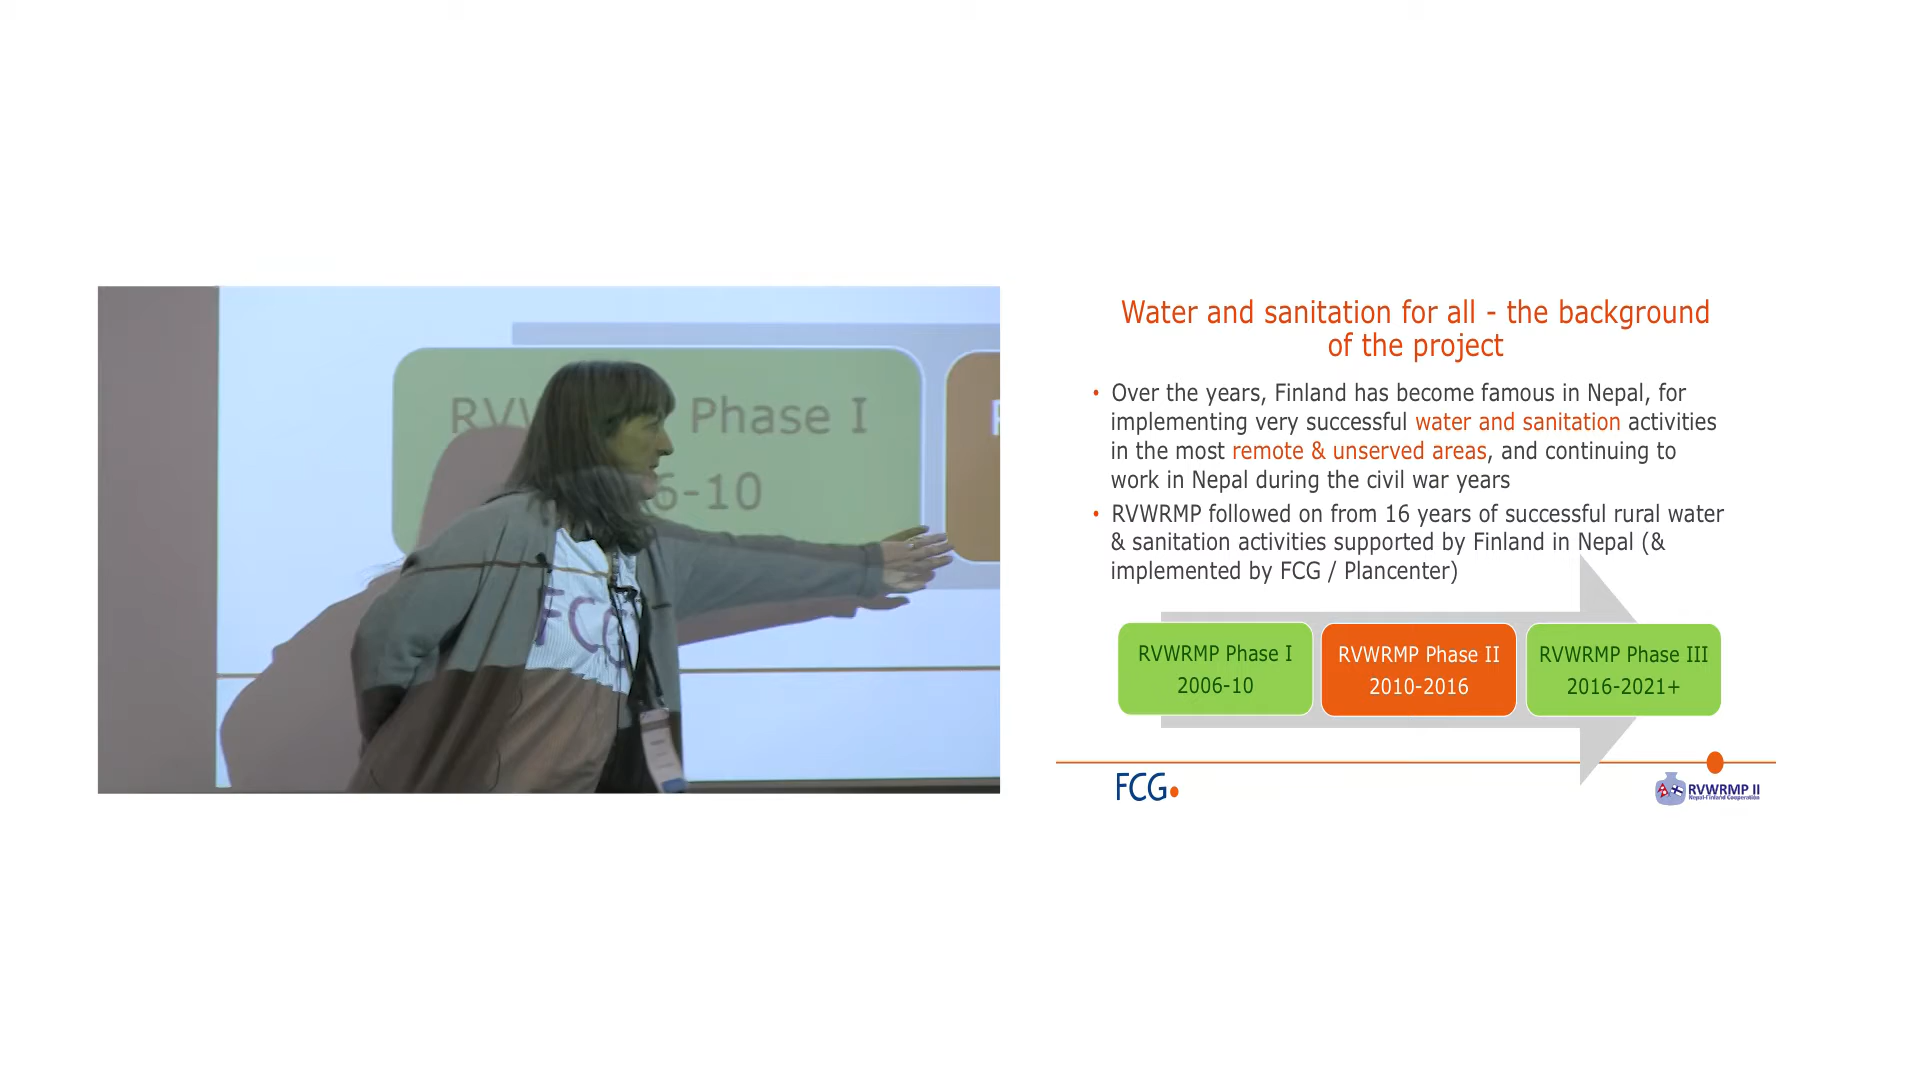 RVW Phase I
6-10
FCG
Water and sanitation for all - the background
of the project
• Over the years, Finland has become famous in Nepal, for
implementing very successful water and sanitation activities
in the most remote & unserved areas, and continuing to
work in Nepal during the civil war years
• RVWRMP followed on from 16 years of successful rural water
& sanitation activities supported by Finland in Nepal (&
implemented by FCG / Plancenter)
RVWRMP Phase I
2006-10
RVWRMP Phase II
2010-2016
RVWRMP Phase III
2016-2021+
FCG
RVWRMP II
Nepal-Finland Cooperation